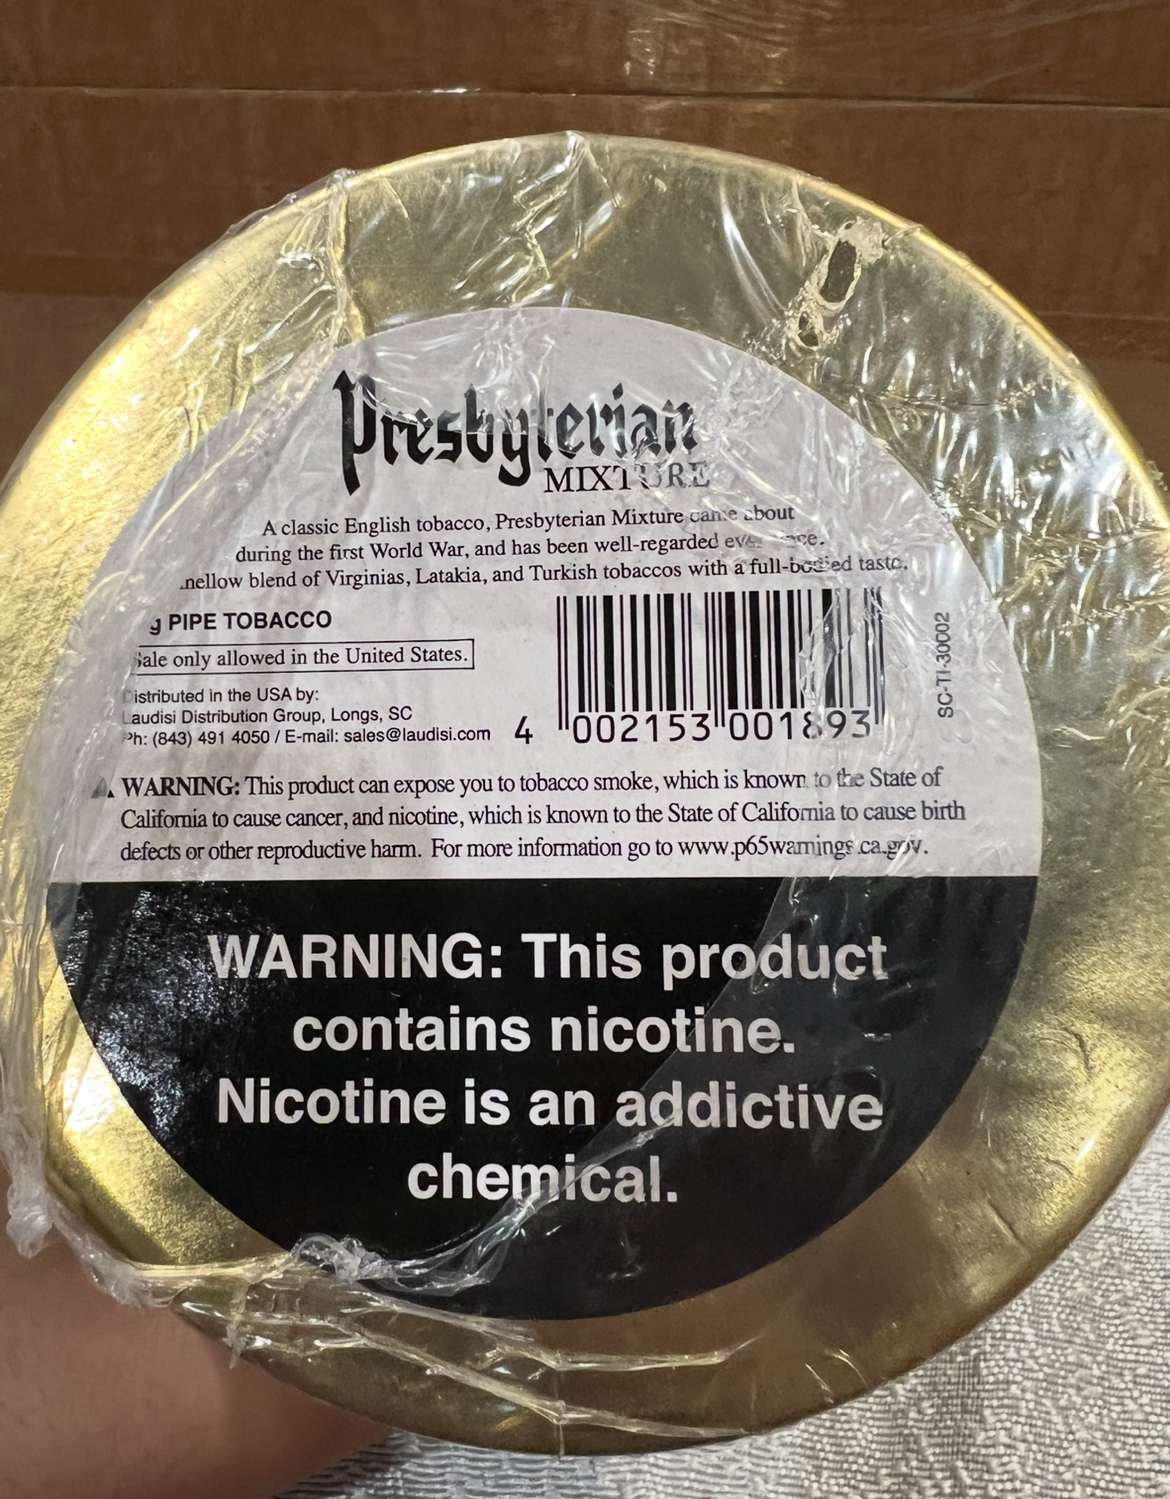 Presbyterian
MIXTURE
A classic English tobacco, Presbyterian Mixture came about
during the first World War, and has been well-regarded
mellow blend of Virginias, Latakia, and Turkish tobaccos with a full-bodied taste.
g PIPE TOBACCO
Sale only allowed in the United States.
Distributed in the USA by:
Laudisi Distribution Group, Longs, SC
Ph: (843) 491 4050 / E-mail: sales@laudisi.com
4 002153 001893
SC-TI-30002
WARNING: This product can expose you to tobacco smoke, which is known to the State of
California to cause cancer, and nicotine, which is known to the State of California to cause birth
defects or other reproductive harm. For more information go to www.p65warnings.ca.gov.
WARNING: This product
contains nicotine.
Nicotine is an addictive
chemical.